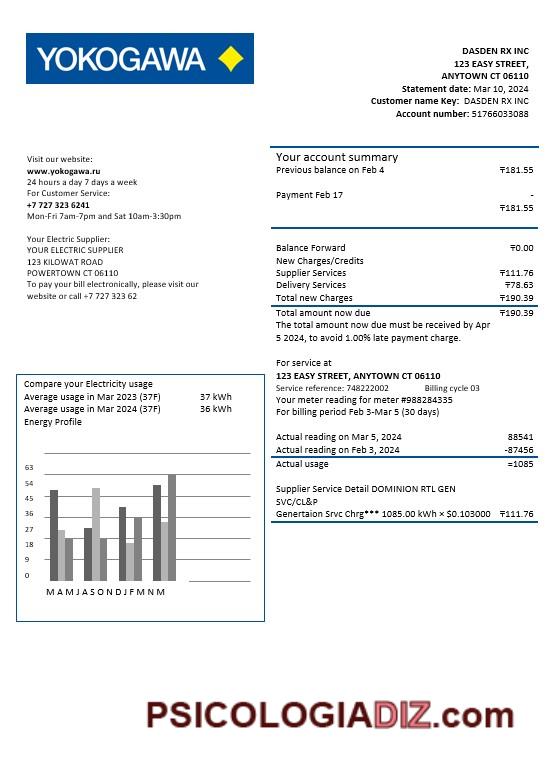 YOKOGAWA
DASDEN RX INC
123 EASY STREET,
ANYTOWN CT 06110
Statement date: Mar 10, 2024
Customer name Key: DASDEN RX INC
Account number: 51766033088
Visit our website:
www.yokogawa.ru
24 hours a day 7 days a week
For Customer Service:
+7 727 323 6241
Mon-Fri 7am-7pm and Sat 10am-3:30pm
Your Electric Supplier:
YOUR ELECTRIC SUPPLIER
123 KILOWAT ROAD
POWERTOWN CT 06110
To pay your bill electronically, please visit our
website or call +7 727 323 62
Your account summary
Previous balance on Feb 4 ₸181.55
Payment Feb 17 -
₸181.55
Balance Forward ₸0.00
New Charges/Credits
Supplier Services ₸111.76
Delivery Services ₸78.63
Total new Charges ₸190.39
Total amount now due ₸190.39
The total amount now due must be received by Apr
5 2024, to avoid 1.00% late payment charge.
For service at
123 EASY STREET, ANYTOWN CT 06110
Service reference: 748222002 Billing cycle 03
Your meter reading for meter #988284335
For billing period Feb 3-Mar 5 (30 days)
Actual reading on Mar 5, 2024 88541
Actual reading on Feb 3, 2024 -87456
Actual usage =1085
Supplier Service Detail DOMINION RTL GEN
SVC/CL&P
Genertaion Srvc Chrg*** 1085.00 kWh × $0.103000 ₸111.76
Compare your Electricity usage
Average usage in Mar 2023 (37F) 37 kWh
Average usage in Mar 2024 (37F) 36 kWh
Energy Profile
63
54
45
36
27
18
9
0
M A M J A S O N D J F M N M
PSICOLOGIADIZ.com